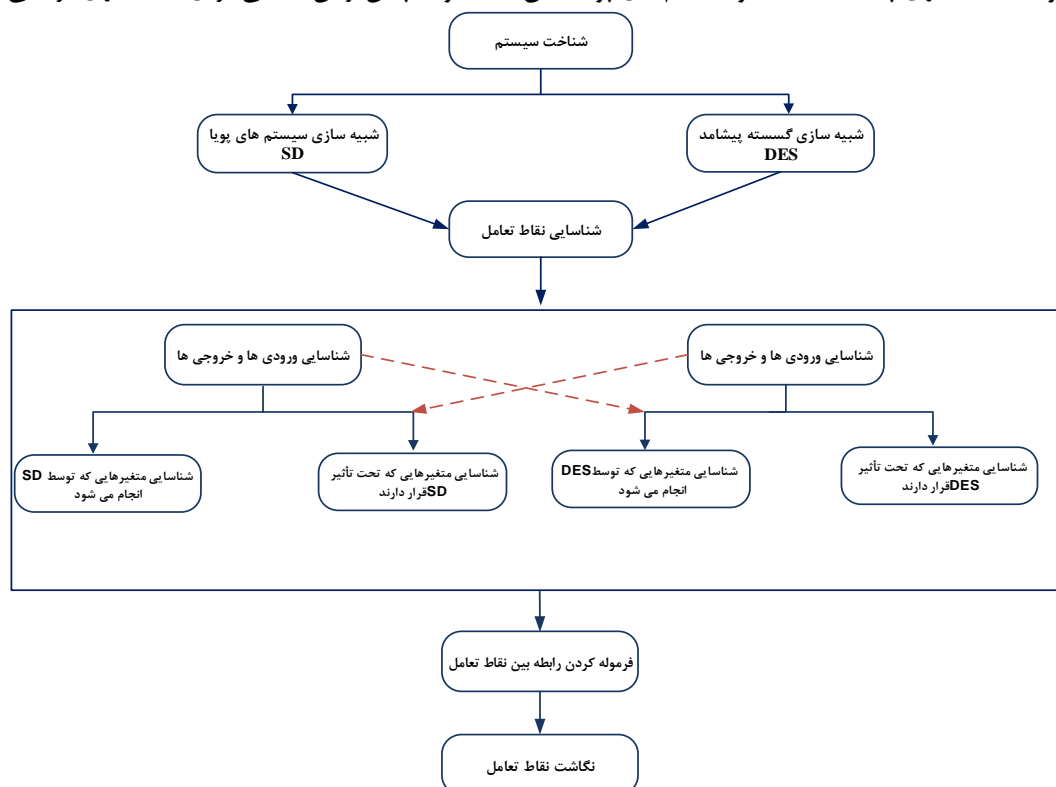 شناخت سیستم
شبیه سازی گسسته پیشامد
DES
شبیه سازی سیستم های پویا
SD
شناسایی نقاط تعامل
شناسایی ورودی ها و خروجی ها
شناسایی ورودی ها و خروجی ها
شناسایی متغیرهایی که تحت تأثیر
DESقرار دارند
شناسایی متغیرهایی که توسطDES
انجام می شود
شناسایی متغیرهایی که تحت تأثیر
SDقرار دارند
شناسایی متغیرهایی که توسط SD
انجام می شود
فرموله کردن رابطه بین نقاط تعامل
نگاشت نقاط تعامل